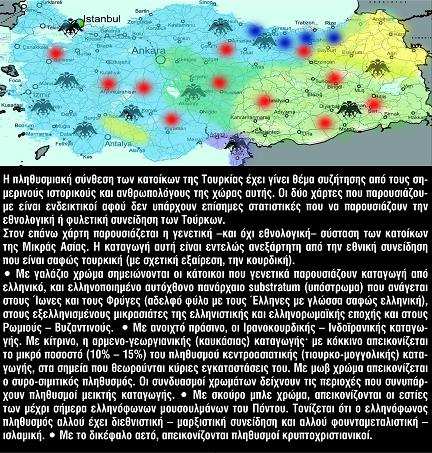 Istanbul
Ankara
Izmir
Antalya
Trabzon
Rize
Η πληθυσμιακή σύνθεση των κατοίκων της Τουρκίας έχει γίνει θέμα συζήτησης από τους ση-
μερινούς ιστορικούς και ανθρωπολόγους της χώρας αυτής. Οι δύο χάρτες που παρουσιάζου-
με είναι ενδεικτικοί αφού δεν υπάρχουν επίσημες στατιστικές που να παρουσιάζουν την
εθνολογική ή φυλετική συνείδηση των Τούρκων.
Στον επάνω χάρτη παρουσιάζεται η γενετική –και όχι εθνολογική– σύσταση των κατοίκων
της Μικράς Ασίας. Η καταγωγή αυτή είναι εντελώς ανεξάρτητη από την εθνική συνείδηση
που είναι σαφώς τουρκική (με σχετική εξαίρεση, την κουρδική).
● Με γαλάζιο χρώμα σημειώνονται οι κάτοικοι που γενετικά παρουσιάζουν καταγωγή από
ελληνικό, και ελληνοποιημένο αυτόχθονο πανάρχαιο substratum (υπόστρωμα) που ανάγεται
στους Ίωνες και τους Φρύγες (αδελφό φύλο με τους Έλληνες με γλώσσα σαφώς ελληνική),
στους εξελληνισμένους μικρασιάτες της ελληνιστικής και ελληνορωμαϊκής εποχής και στους
Ρωμιούς – Βυζαντινούς. ● Με ανοιχτό πράσινο, οι Ιρανοκουρδικής – Ινδοϊρανικής καταγω-
γής. Με κίτρινο, η αρμενο-γεωργιανική (καυκάσιας) καταγωγής· με κόκκινο απεικονίζεται
το μικρό ποσοστό (10% – 15%) του πληθυσμού κεντροασιατικής (τιουρκο-μογγολικής) κατα-
γωγής, στα σημεία που θεωρούνται κύριες εγκαταστάσεις του. Με μωβ χρώμα απεικονίζεται
ο συρο-σιμιτικός πληθυσμός. Οι συνδυασμοί χρωμάτων δείχνουν τις περιοχές που συνυπάρ-
χουν πληθυσμοί μεικτής καταγωγής. ● Με σκούρο μπλε χρώμα, απεικονίζονται οι εστίες
των μέχρι σήμερα ελληνόφωνων μουσουλμάνων του Πόντου. Τονίζεται ότι ο ελληνόφωνος
πληθυσμός αλλού έχει διεθνιστική – μαρξιστική συνείδηση και αλλού φουνταμεταλιστική –
ισλαμική. ● Με το δικέφαλο αετό, απεικονίζονται πληθυσμοί κρυπτοχριστιανικοί.